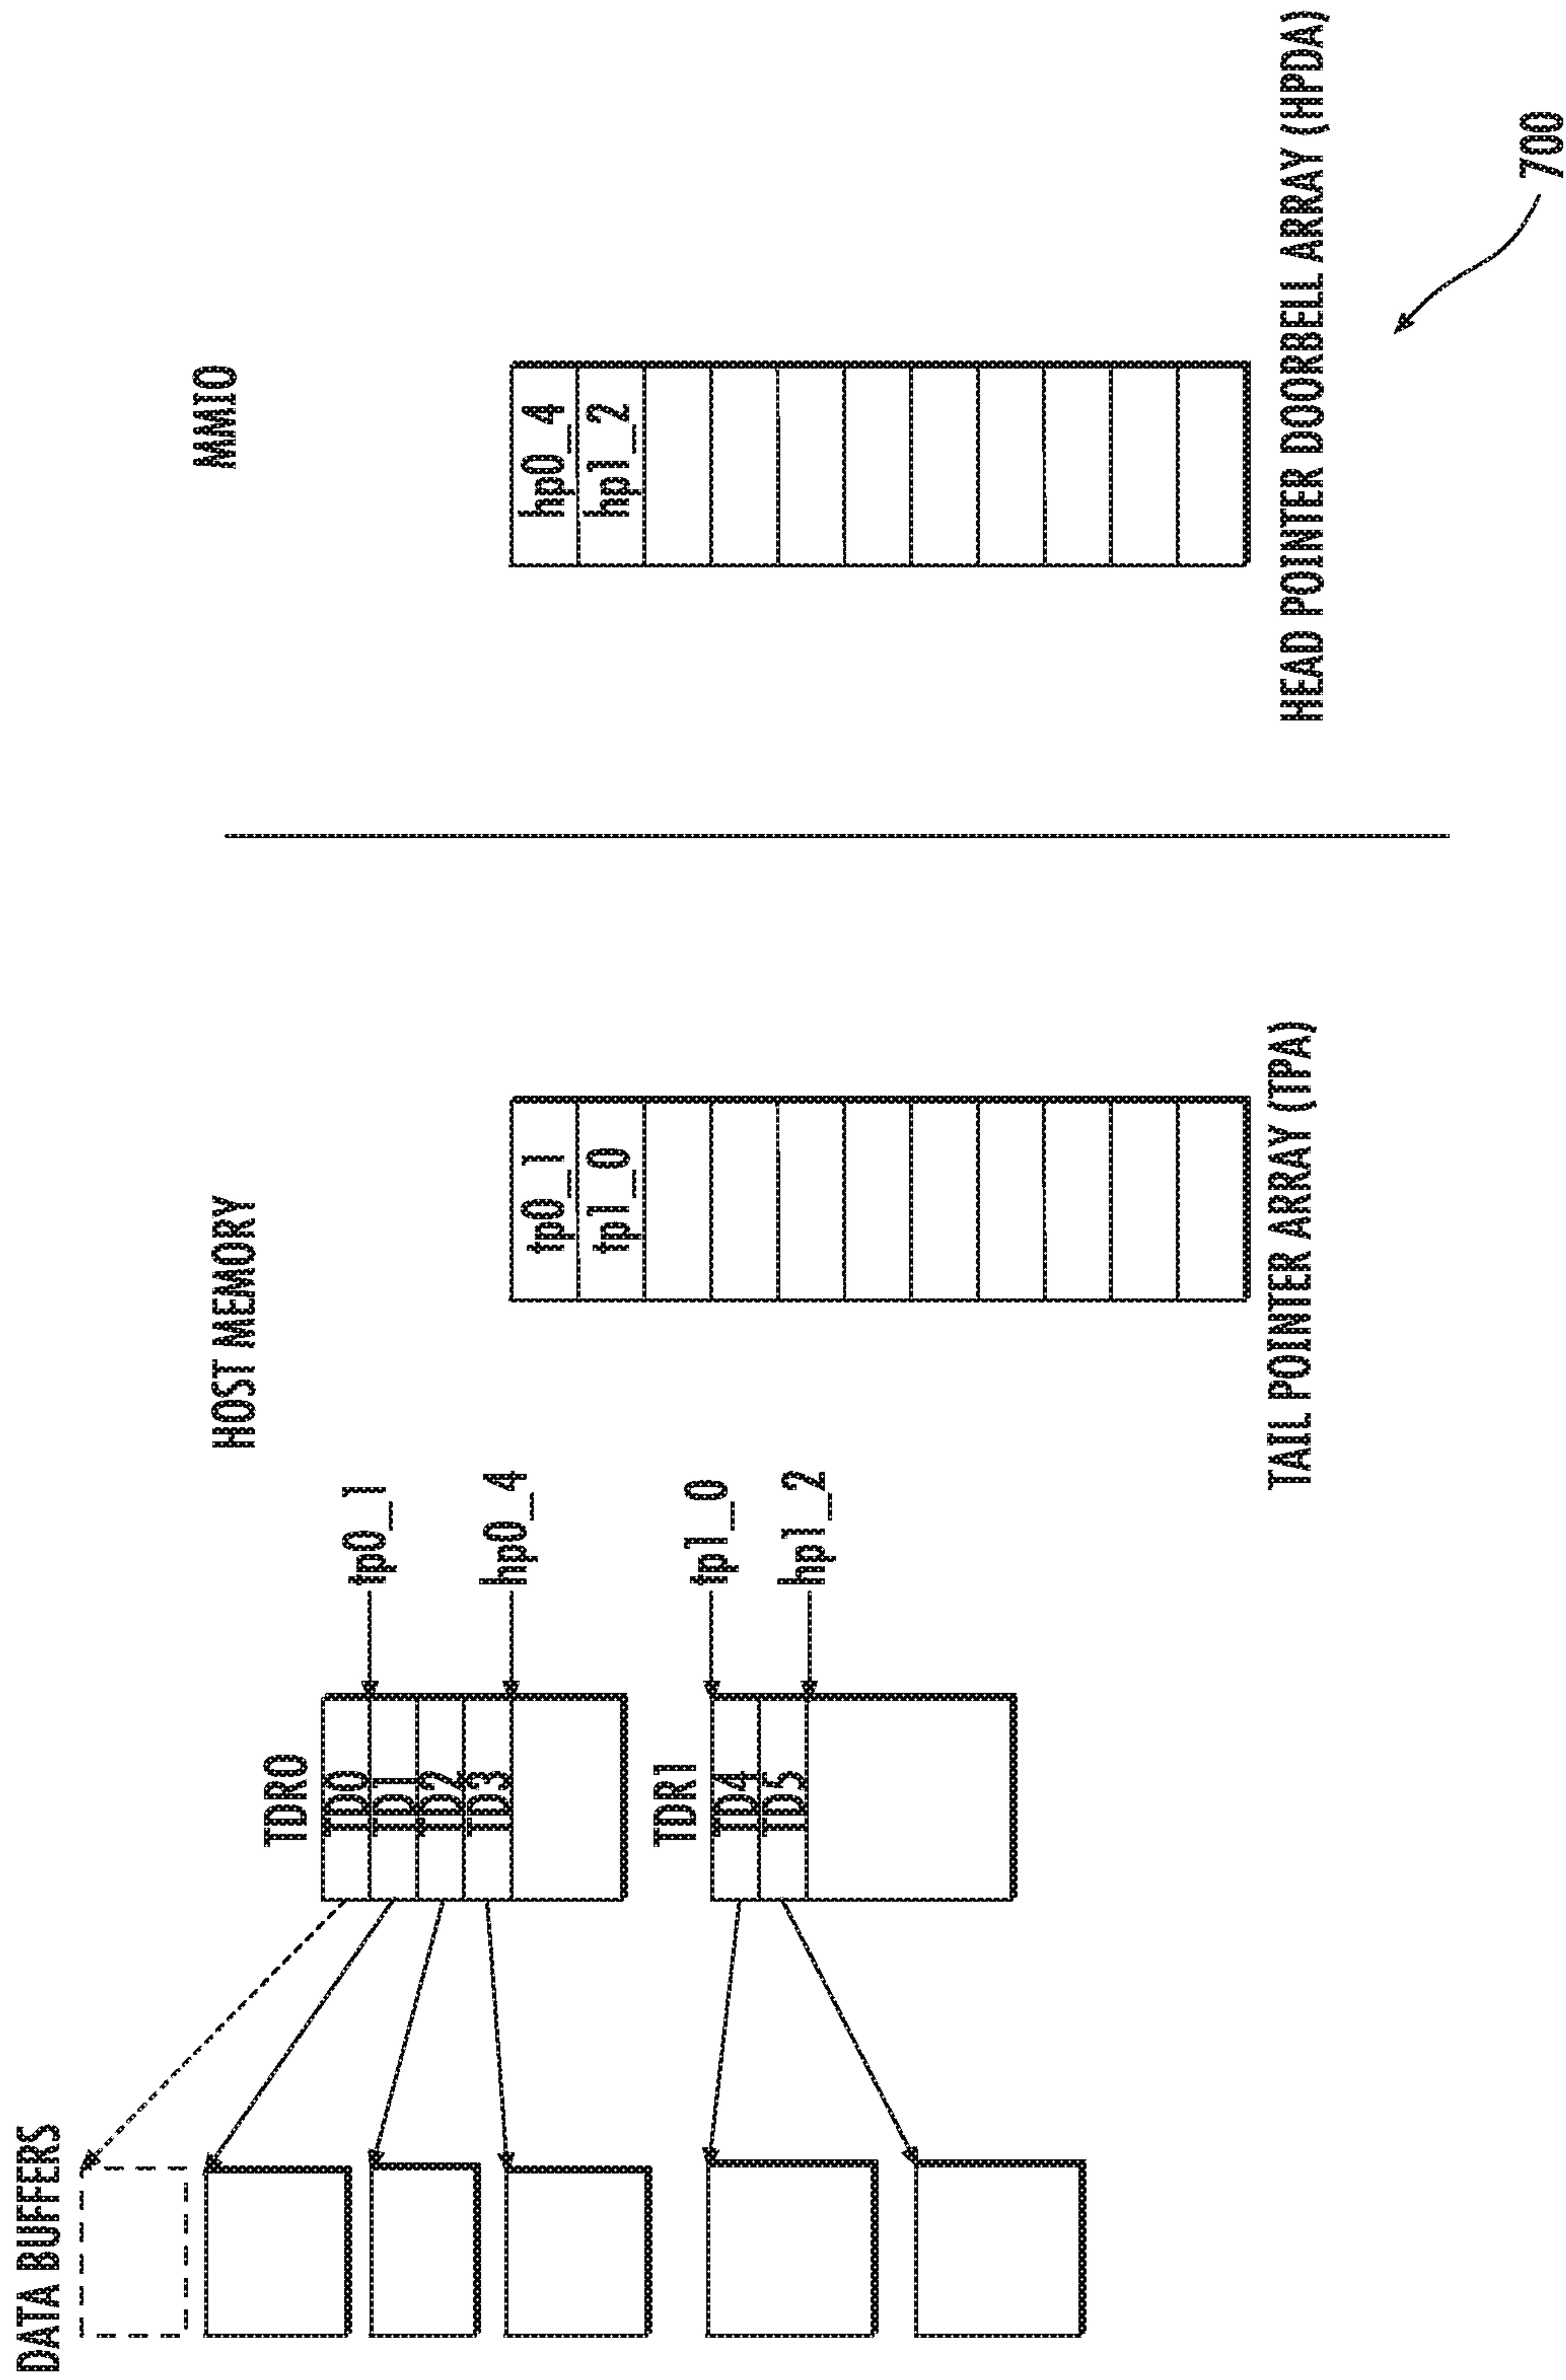 DATA BUFFERS
HOST MEMORY
MMIO
TDR0
TD0
TD1
TD2
TD3
tp0_1
hp0_4
TDR1
TD4
TD5
tp1_0
hp1_2
tp0_1
tp1_0
TAIL POINTER ARRAY (TPA)
hp0_4
hp1_2
HEAD POINTER DOORBELL ARRAY (HPDA)
700